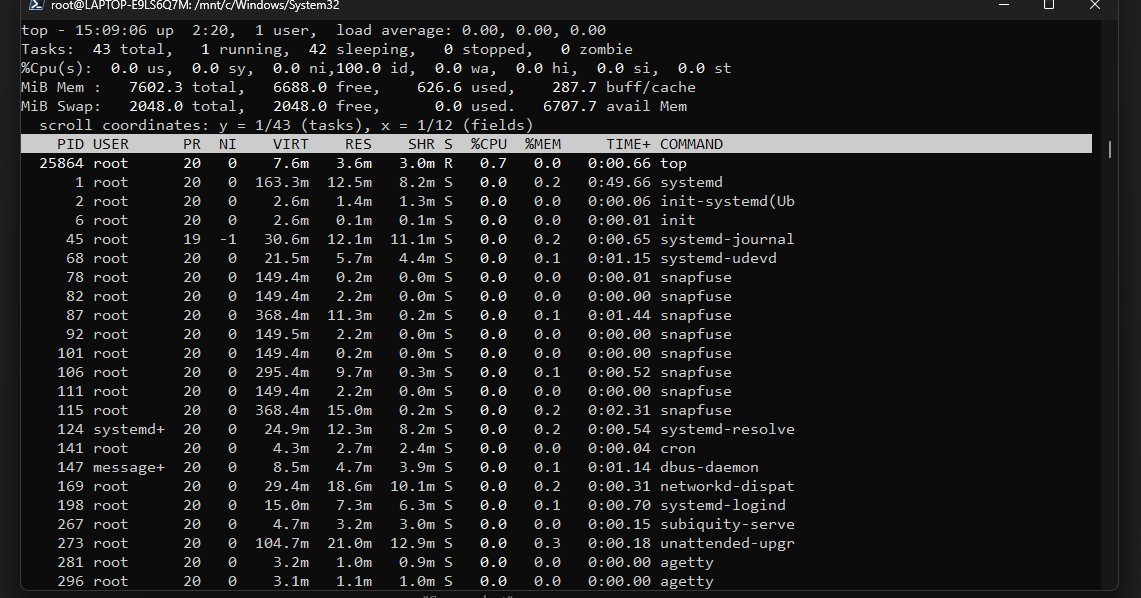 root@LAPTOP-E9LS6Q7M: /mnt/c/Windows/System32
top - 15:09:06 up  2:20,  1 user,  load average: 0.00, 0.00, 0.00
Tasks:  43 total,   1 running,  42 sleeping,   0 stopped,   0 zombie
%Cpu(s):  0.0 us,  0.0 sy,  0.0 ni,100.0 id,  0.0 wa,  0.0 hi,  0.0 si,  0.0 st
MiB Mem :   7602.3 total,   6688.0 free,    626.6 used,    287.7 buff/cache
MiB Swap:   2048.0 total,   2048.0 free,      0.0 used.   6707.7 avail Mem
  scroll coordinates: y = 1/43 (tasks), x = 1/12 (fields)
    PID USER      PR  NI    VIRT    RES    SHR S  %CPU  %MEM     TIME+ COMMAND
  25864 root      20   0    7.6m   3.6m   3.0m R   0.7   0.0   0:00.66 top
      1 root      20   0  163.3m  12.5m   8.2m S   0.0   0.2   0:49.66 systemd
      2 root      20   0    2.6m   1.4m   1.3m S   0.0   0.0   0:00.06 init-systemd(Ub
      6 root      20   0    2.6m   0.1m   0.1m S   0.0   0.0   0:00.01 init
     45 root      19  -1   30.6m  12.1m  11.1m S   0.0   0.2   0:00.65 systemd-journal
     68 root      20   0   21.5m   5.7m   4.4m S   0.0   0.1   0:01.15 systemd-udevd
     78 root      20   0  149.4m   0.2m   0.0m S   0.0   0.0   0:00.01 snapfuse
     82 root      20   0  149.4m   2.2m   0.0m S   0.0   0.0   0:00.00 snapfuse
     87 root      20   0  368.4m  11.3m   0.2m S   0.0   0.1   0:01.44 snapfuse
     92 root      20   0  149.5m   2.2m   0.0m S   0.0   0.0   0:00.00 snapfuse
    101 root      20   0  149.4m   0.2m   0.0m S   0.0   0.0   0:00.00 snapfuse
    106 root      20   0  295.4m   9.7m   0.3m S   0.0   0.1   0:00.52 snapfuse
    111 root      20   0  149.4m   2.2m   0.0m S   0.0   0.0   0:00.00 snapfuse
    115 root      20   0  368.4m  15.0m   0.2m S   0.0   0.2   0:02.31 snapfuse
    124 systemd+  20   0   24.9m  12.3m   8.2m S   0.0   0.2   0:00.54 systemd-resolve
    141 root      20   0    4.3m   2.7m   2.4m S   0.0   0.0   0:00.04 cron
    147 message+  20   0    8.5m   4.7m   3.9m S   0.0   0.1   0:01.14 dbus-daemon
    169 root      20   0   29.4m  18.6m  10.1m S   0.0   0.2   0:00.31 networkd-dispat
    198 root      20   0   15.0m   7.3m   6.3m S   0.0   0.1   0:00.70 systemd-logind
    267 root      20   0    4.7m   3.2m   3.0m S   0.0   0.0   0:00.15 subiquity-serve
    273 root      20   0  104.7m  21.0m  12.9m S   0.0   0.3   0:00.18 unattended-upgr
    281 root      20   0    3.2m   1.0m   0.9m S   0.0   0.0   0:00.00 agetty
    296 root      20   0    3.1m   1.1m   1.0m S   0.0   0.0   0:00.00 agetty